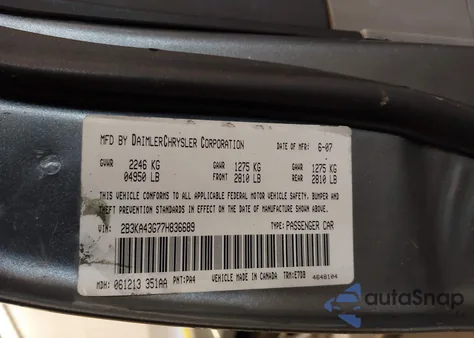 MFD BY DAIMLERCHRYSLER CORPORATION DATE OF MFR: 6-07
GVWR 2246 KG GAWR 1275 KG GAWR 1275 KG
04950 LB FRONT 2810 LB REAR 2810 LB
THIS VEHICLE CONFORMS TO ALL APPLICABLE FEDERAL MOTOR VEHICLE SAFETY, BUMPER AND
THEFT PREVENTION STANDARDS IN EFFECT ON THE DATE OF MANUFACTURE SHOWN ABOVE.
VIN: 2B3KA43G77H836689 TYPE: PASSENGER CAR
MDH: 061213 351AA PNT: PA4 VEHICLE MADE IN CANADA TRM: E7DB 4648104
autoSnap